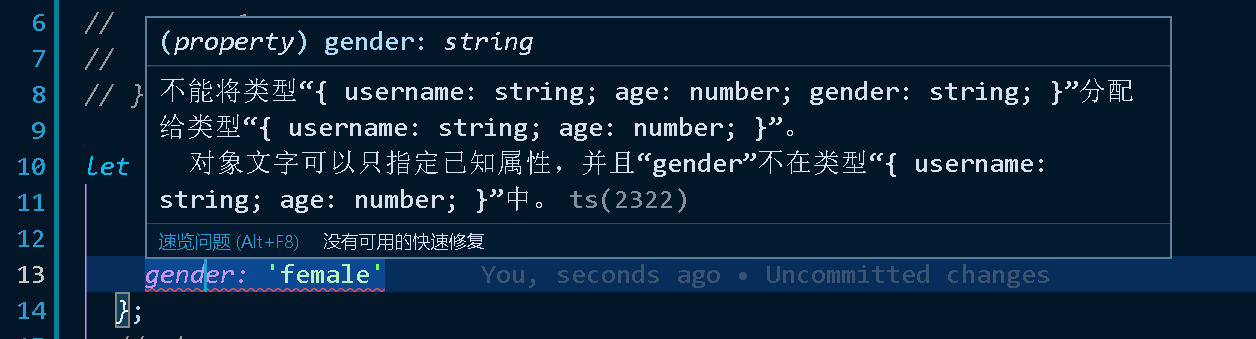 6 //
(property) gender: string
7 //
8 // }
不能将类型“{ username: string; age: number; gender: string; }”分配
9
给类型“{ username: string; age: number; }”。
10 let
对象文字可以只指定已知属性，并且“gender”不在类型“{ username:
11
string; age: number; }”中。 ts(2322)
12
速览问题 (Alt+F8) 没有可用的快速修复
13 gender: 'female' You, seconds ago • Uncommitted changes
14 };